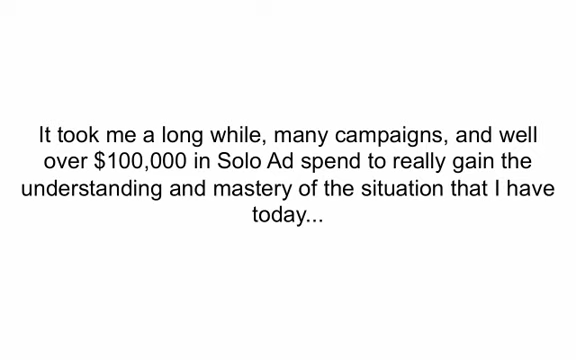 It took me a long while, many campaigns, and well
over $100,000 in Solo Ad spend to really gain the
understanding and mastery of the situation that I have
today...